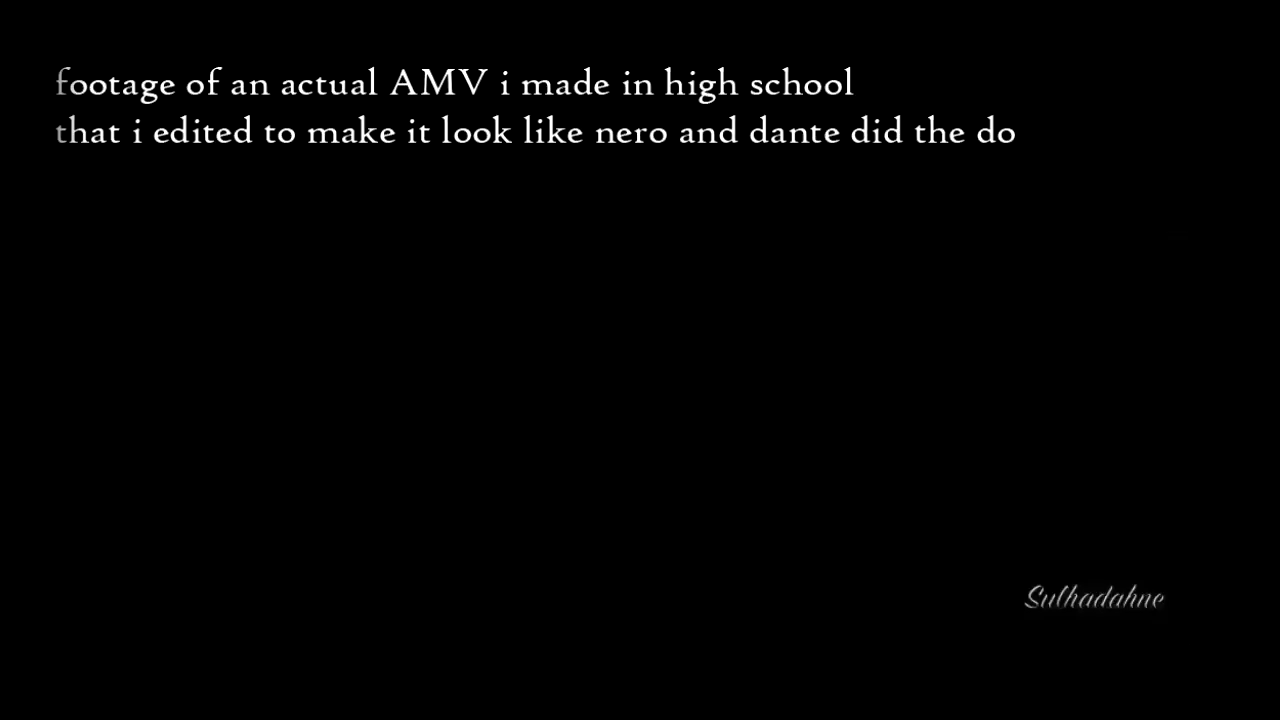 footage of an actual AMV i made in high school
that i edited to make it look like nero and dante did the do
Sulhadahne